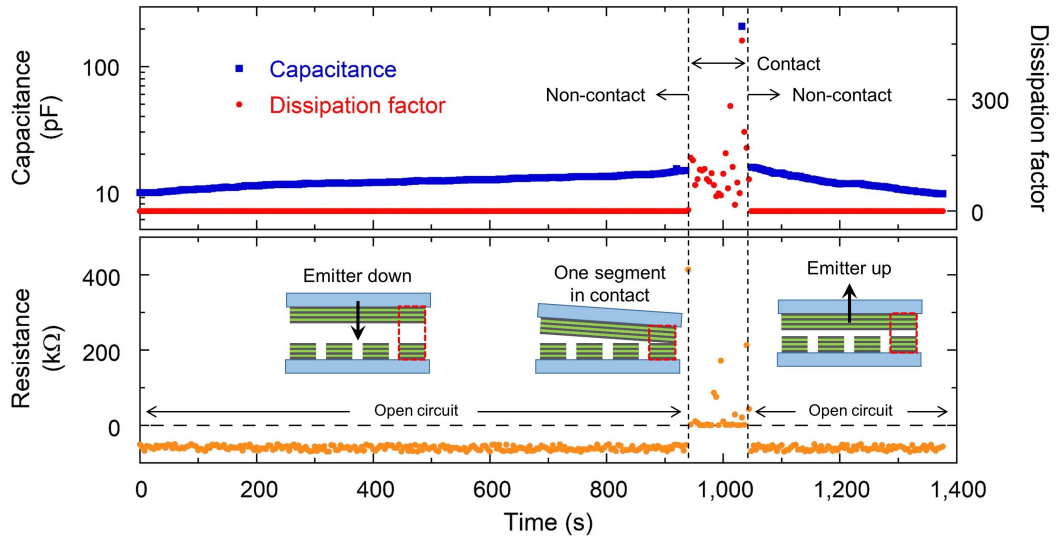 Capacitance
(pF)
100
10
Capacitance
Dissipation factor
Non-contact
Contact
Non-contact
300
0
Dissipation factor
Resistance
(kΩ)
400
200
0
Emitter down
One segment
in contact
Emitter up
Open circuit
Open circuit
0
200
400
600
800
1,000
1,200
1,400
Time (s)